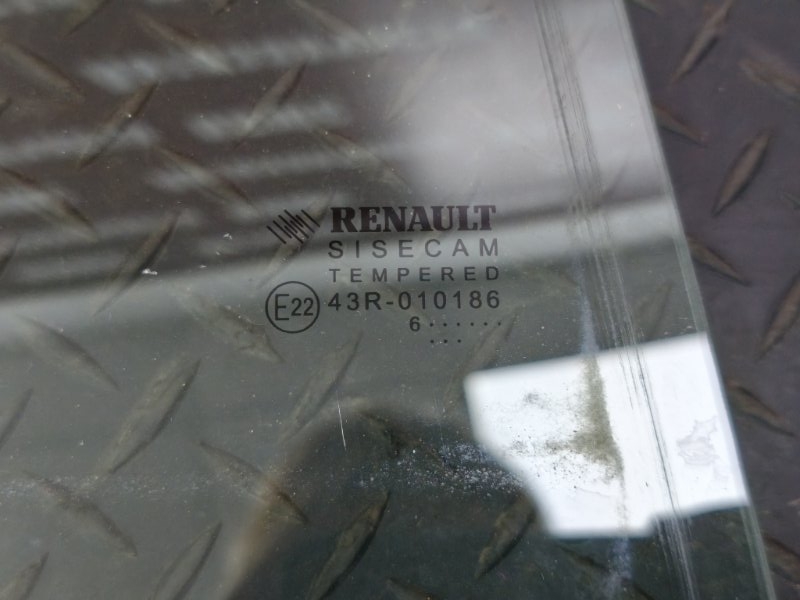 RENAULT
SISECAM
TEMPERED
E22 43R-010186
6.......
...